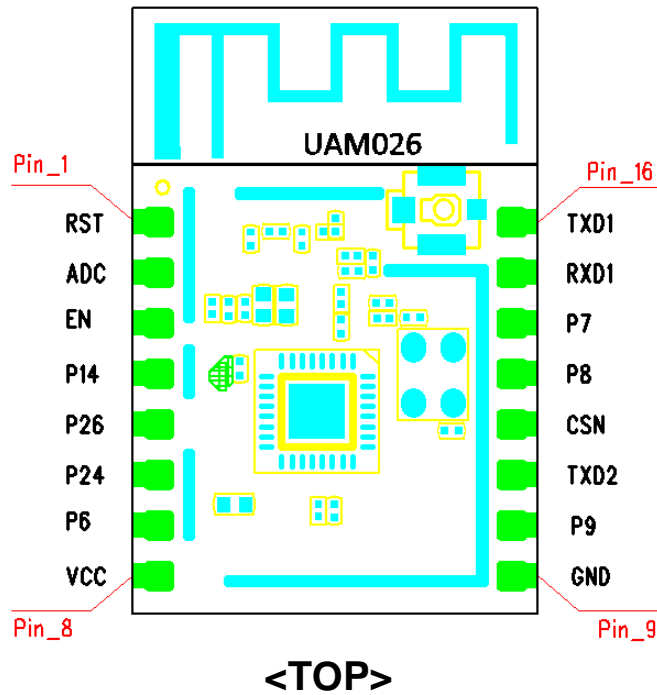 UAM026
Pin_1
Pin_16
RST
TXD1
ADC
RXD1
EN
P7
P14
P8
P26
CSN
P24
TXD2
P6
P9
VCC
GND
Pin_8
Pin_9
<TOP>